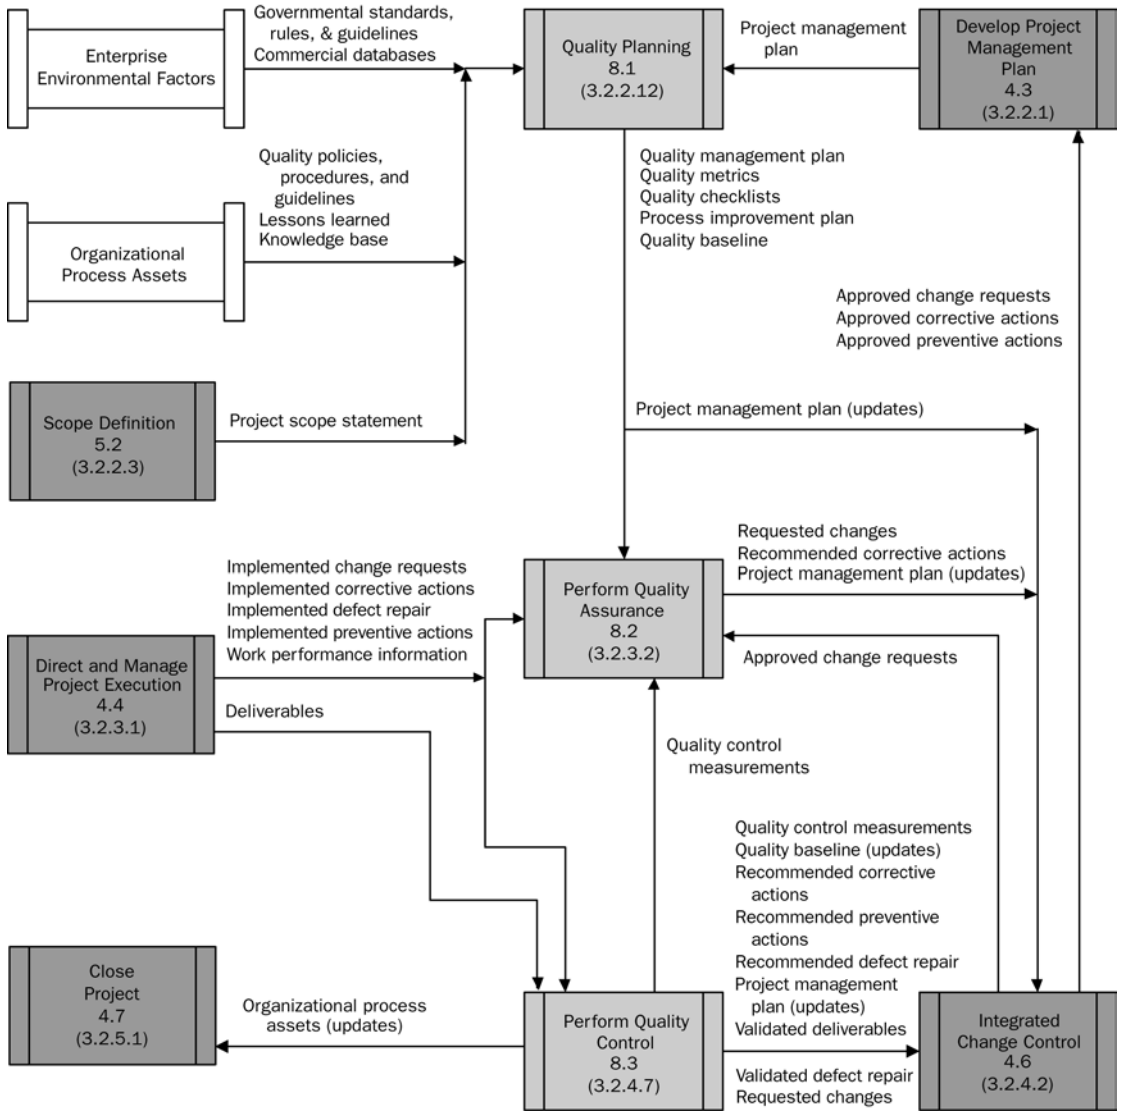 Enterprise
Environmental Factors
Governmental standards,
rules, & guidelines
Commercial databases
Quality Planning
8.1
(3.2.2.12)
Project management
plan
Develop Project
Management
Plan
4.3
(3.2.2.1)
Quality policies,
procedures, and
guidelines
Lessons learned
Knowledge base
Organizational
Process Assets
Quality management plan
Quality metrics
Quality checklists
Process improvement plan
Quality baseline
Approved change requests
Approved corrective actions
Approved preventive actions
Scope Definition
5.2
(3.2.2.3)
Project scope statement
Project management plan (updates)
Implemented change requests
Implemented corrective actions
Implemented defect repair
Implemented preventive actions
Work performance information
Perform Quality
Assurance
8.2
(3.2.3.2)
Requested changes
Recommended corrective actions
Project management plan (updates)
Approved change requests
Direct and Manage
Project Execution
4.4
(3.2.3.1)
Deliverables
Quality control
measurements
Quality control measurements
Quality baseline (updates)
Recommended corrective
actions
Recommended preventive
actions
Recommended defect repair
Project management
plan (updates)
Validated deliverables
Validated defect repair
Requested changes
Close
Project
4.7
(3.2.5.1)
Organizational process
assets (updates)
Perform Quality
Control
8.3
(3.2.4.7)
Integrated
Change Control
4.6
(3.2.4.2)